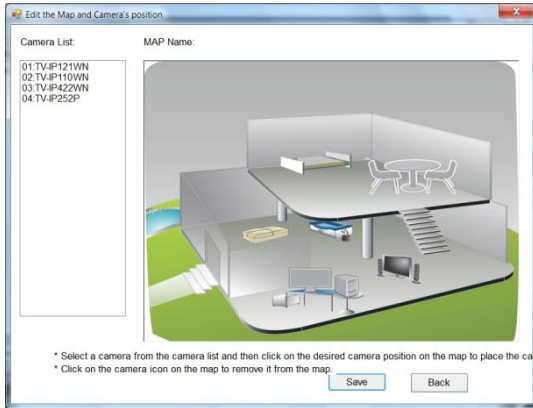 Edit the Map and Camera's position
Camera List:
MAP Name:
01:TV-IP121WN
02:TV-IP110WN
03:TV-IP422WN
04:TV-IP252P
* Select a camera from the camera list and then click on the desired camera position on the map to place the ca
* Click on the camera icon on the map to remove it from the map.
Save
Back